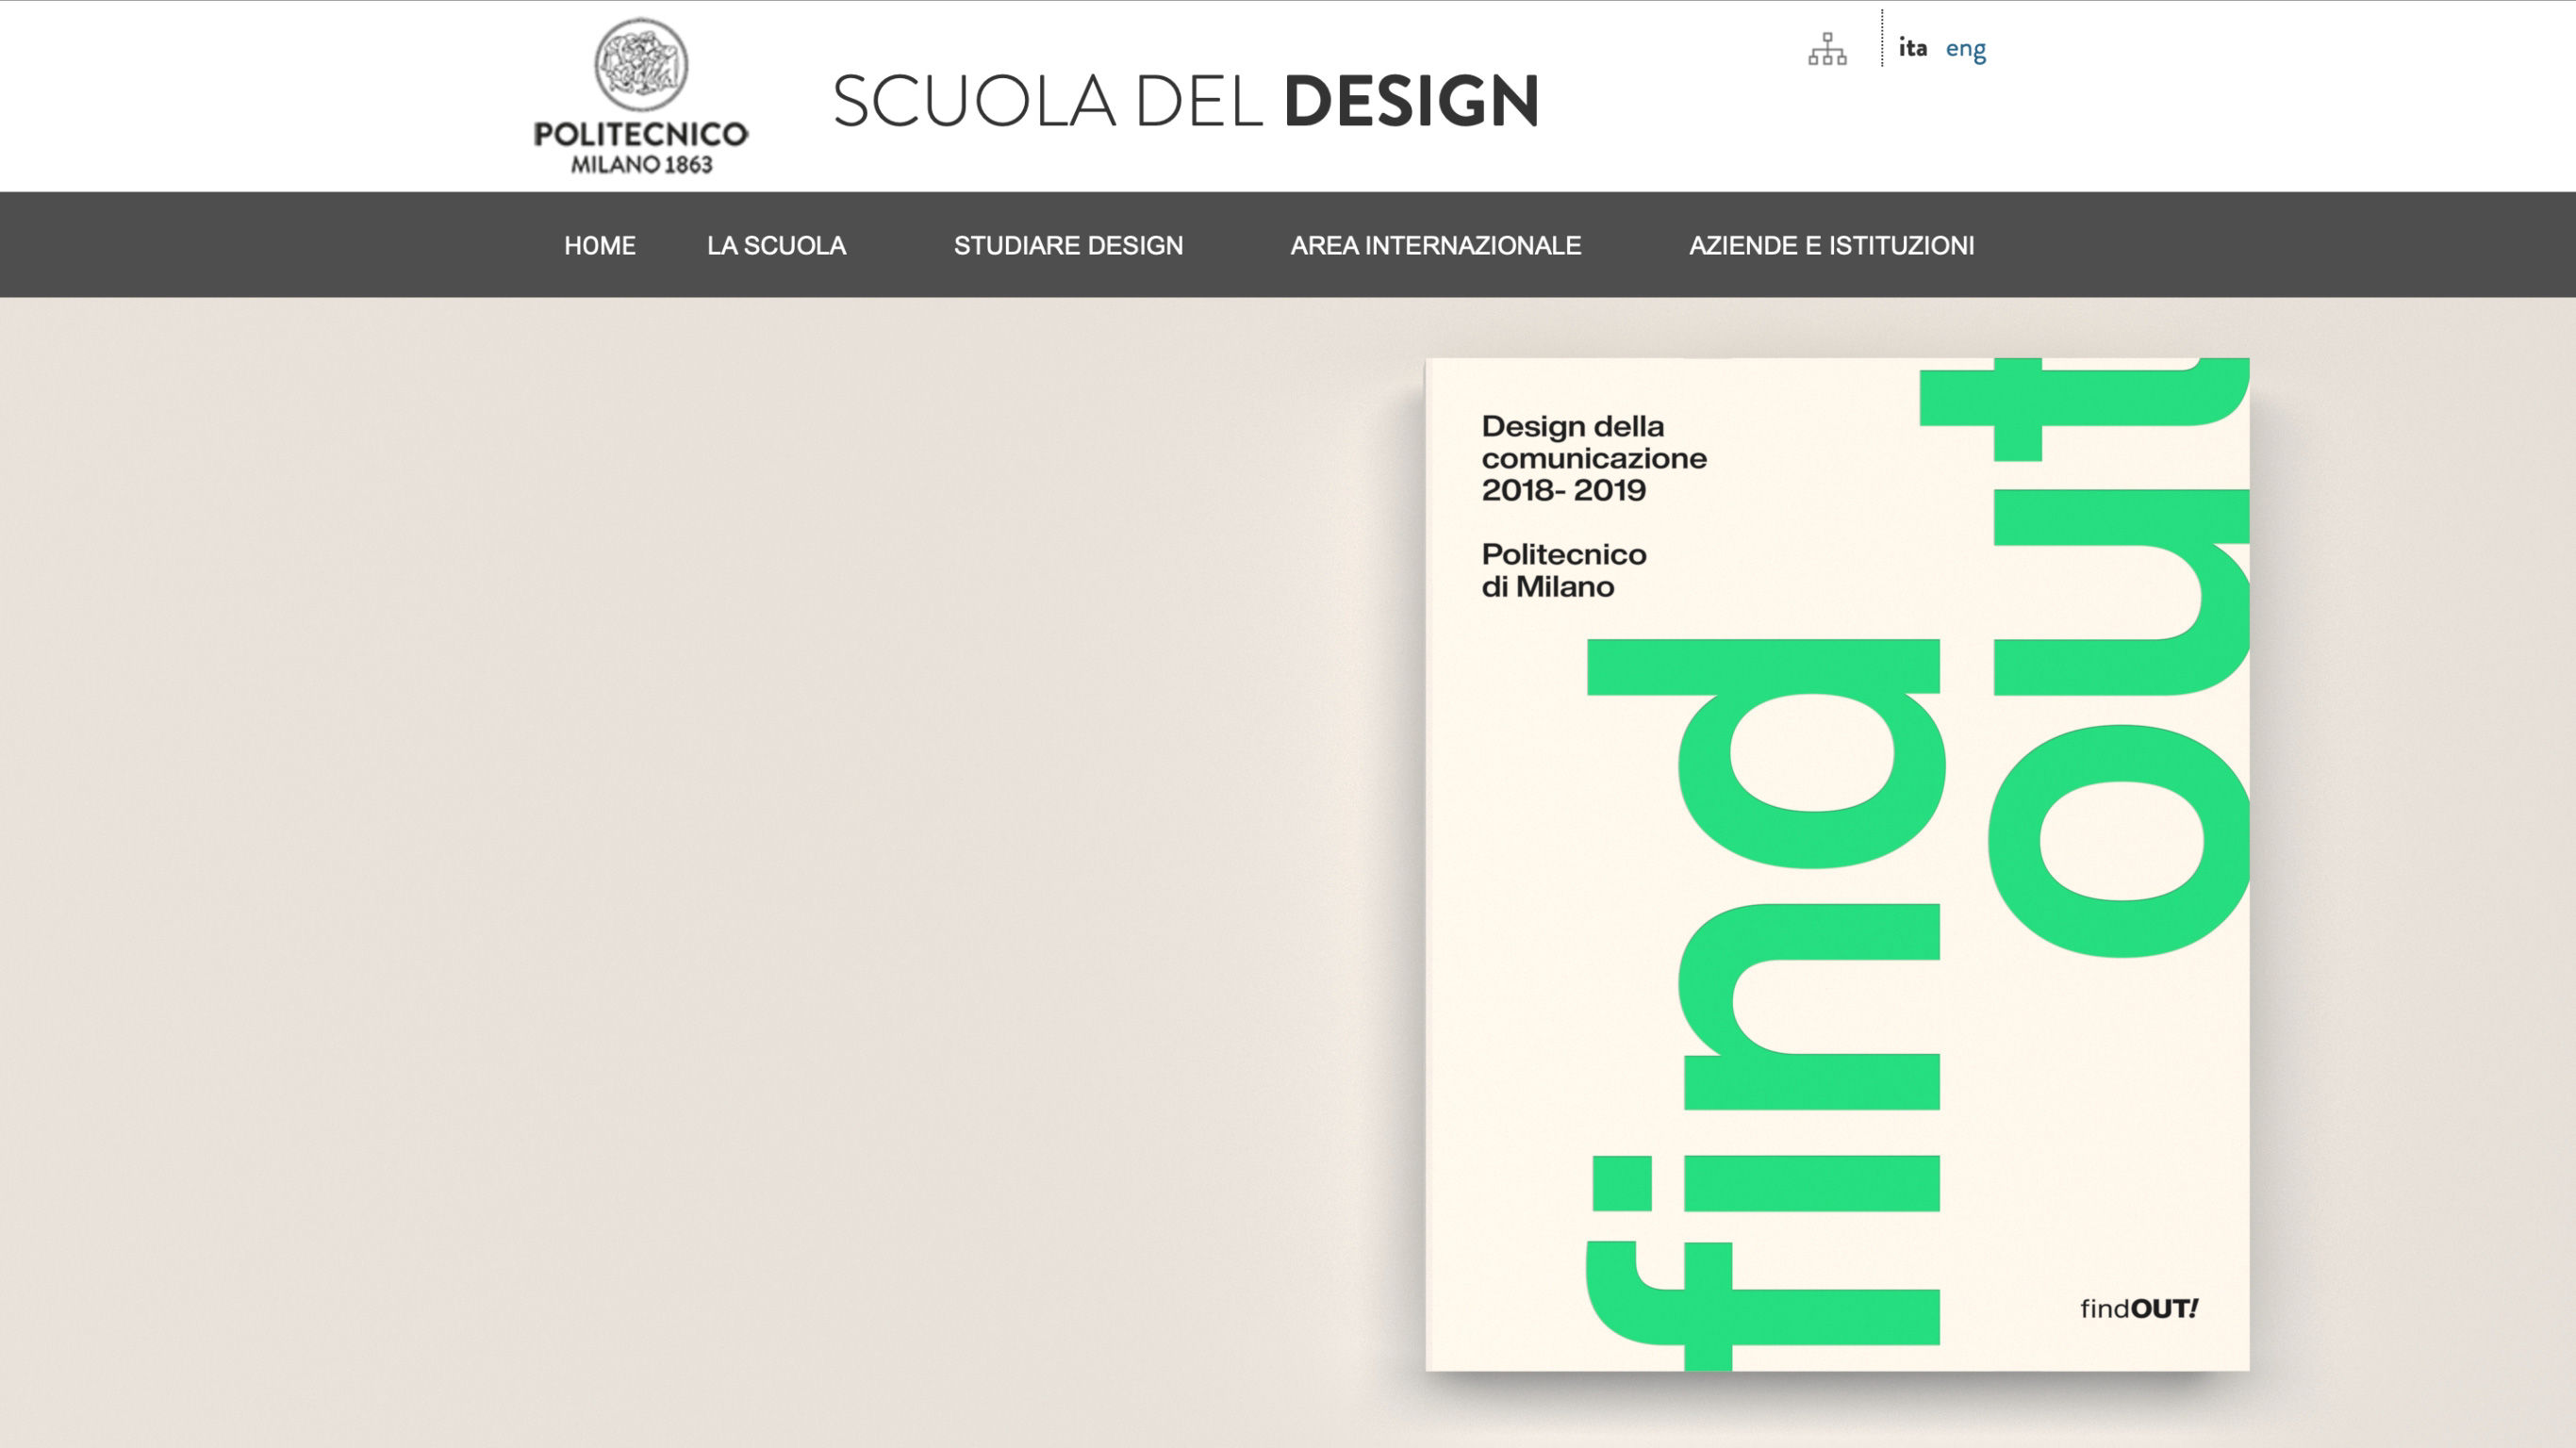 POLITECNICO
MILANO 1863
SCUOLA DEL DESIGN
ita eng
HOME LA SCUOLA STUDIARE DESIGN AREA INTERNAZIONALE AZIENDE E ISTITUZIONI
Design della
comunicazione
2018- 2019
Politecnico
di Milano
find
out
findOUT!